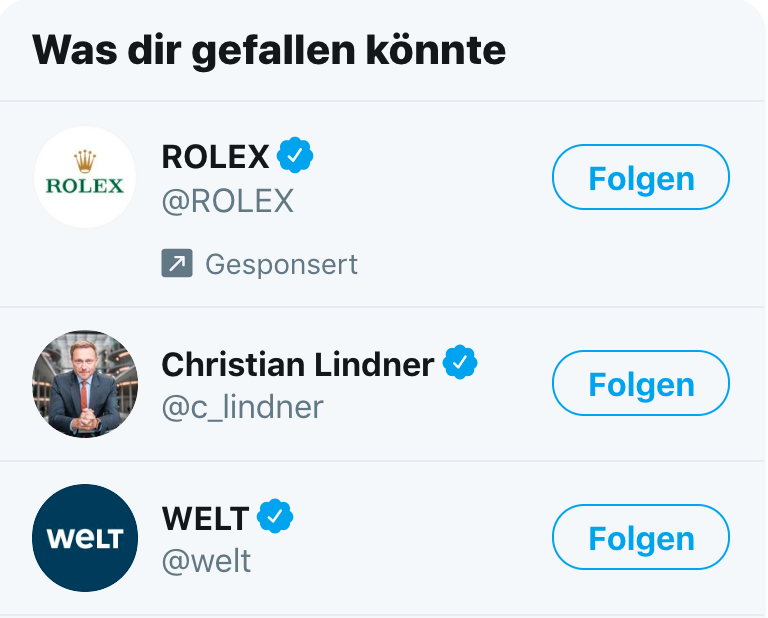 Was dir gefallen könnte
ROLEX
ROLEX
@ROLEX
Folgen
Gesponsert
Christian Lindner
@c_lindner
Folgen
WELT
WELT
@welt
Folgen